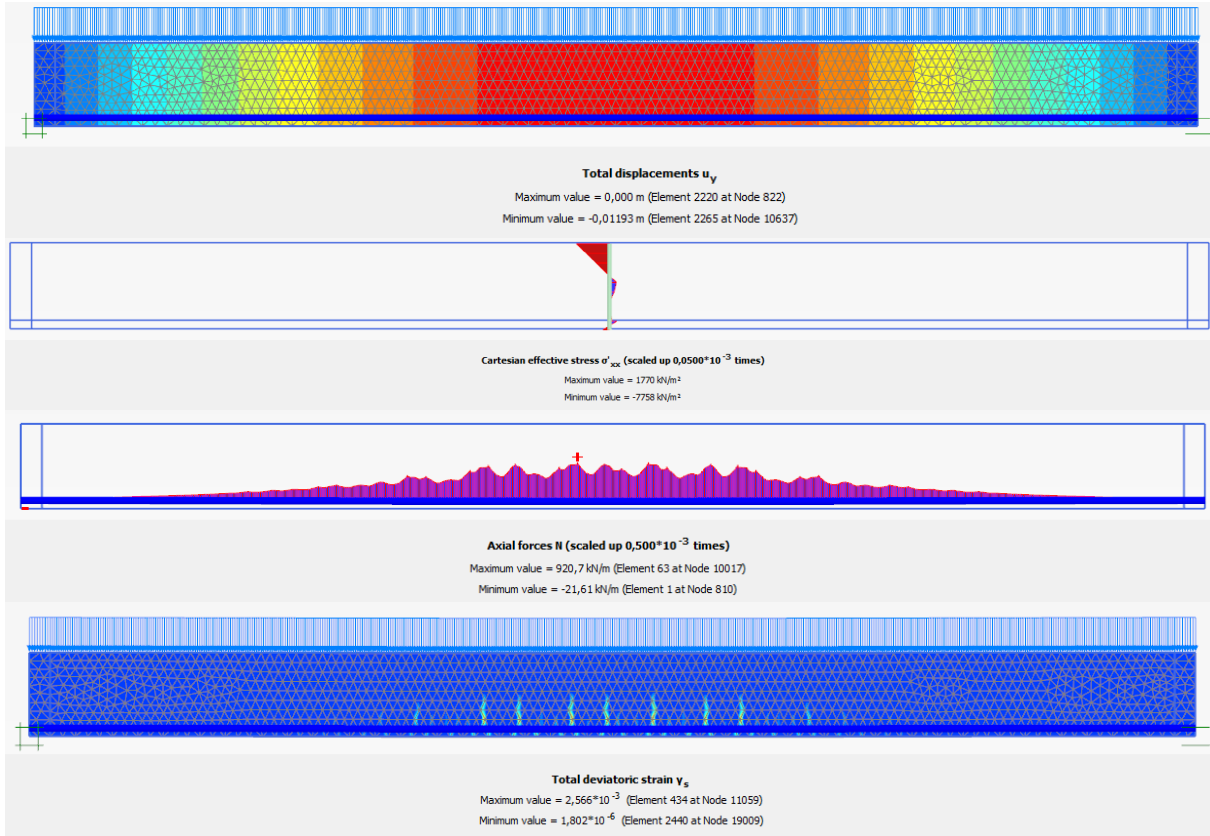 Total displacements uy
Maximum value = 0,000 m (Element 2220 at Node 822)
Minimum value = -0,01193 m (Element 2265 at Node 10637)
Cartesian effective stress σ'xx (scaled up 0,0500*10-3 times)
Maximum value = 1770 kN/m²
Minimum value = -7758 kN/m²
Axial forces N (scaled up 0,500*10-3 times)
Maximum value = 920,7 kN/m (Element 63 at Node 10017)
Minimum value = -21,61 kN/m (Element 1 at Node 810)
Total deviatoric strain γs
Maximum value = 2,566*10-3 (Element 434 at Node 11059)
Minimum value = 1,802*10-6 (Element 2440 at Node 19009)